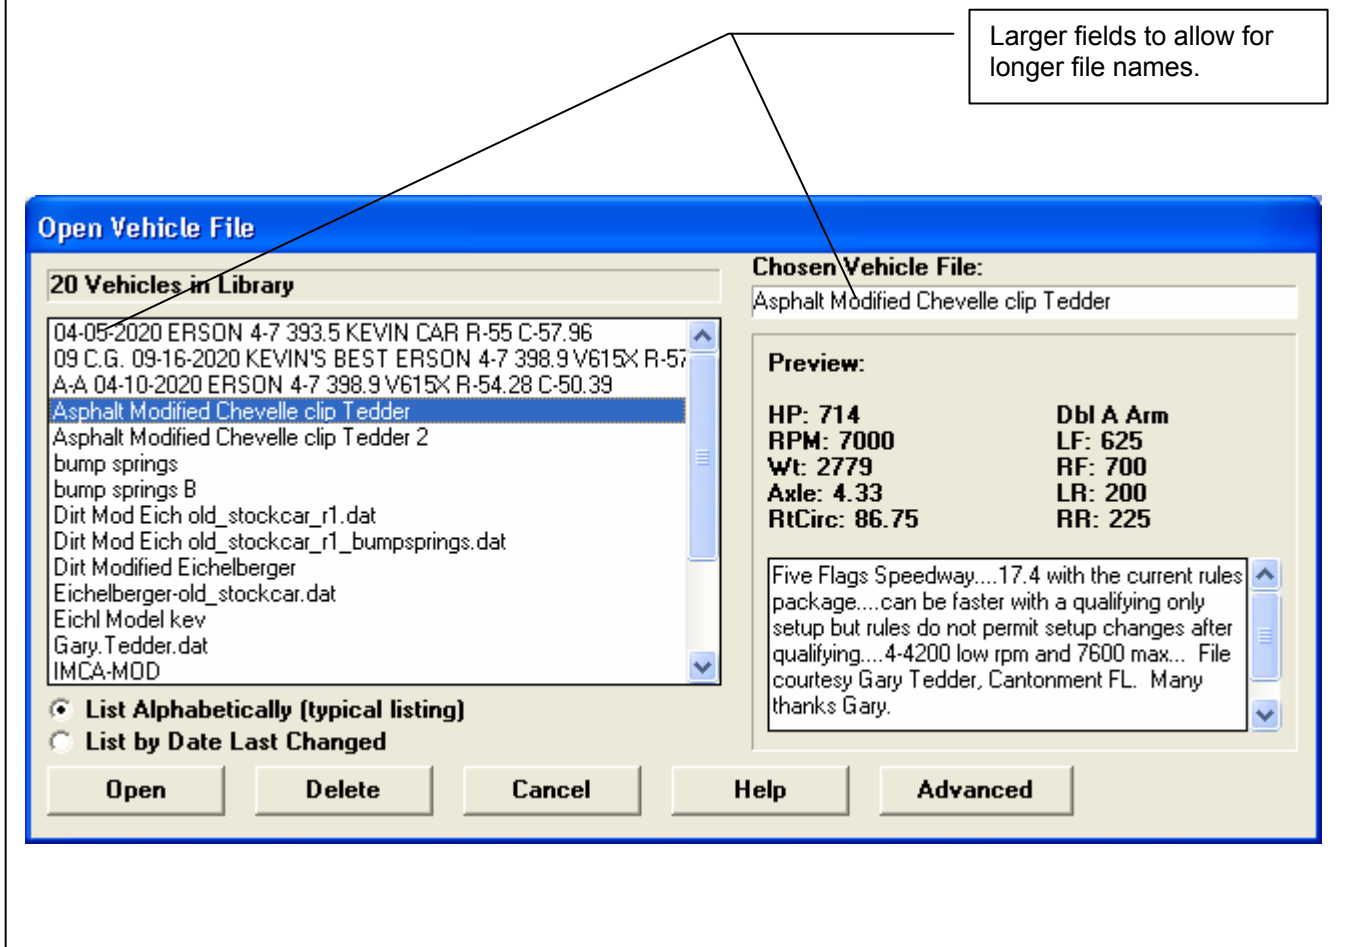 Larger fields to allow for
longer file names.
Open Vehicle File
20 Vehicles in Library
04-05-2020 ERSON 4-7 393.5 KEVIN CAR R-55 C-57.96
09 C.G. 09-16-2020 KEVIN'S BEST ERSON 4-7 398.9 V615X R-57
A-A 04-10-2020 ERSON 4-7 398.9 V615X R-54.28 C-50.39
Asphalt Modified Chevelle clip Tedder
Asphalt Modified Chevelle clip Tedder 2
bump springs
bump springs B
Dirt Mod Eich old_stockcar_r1.dat
Dirt Mod Eich old_stockcar_r1_bumpsprings.dat
Dirt Modified Eichelberger
Eichelberger-old_stockcar.dat
Eichl Model kev
Gary.Tedder.dat
IMCA-MOD
List Alphabetically (typical listing)
List by Date Last Changed
Chosen Vehicle File:
Asphalt Modified Chevelle clip Tedder
Preview:
HP: 714
RPM: 7000
Wt: 2779
Axle: 4.33
RtCirc: 86.75
Dbl A Arm
LF: 625
RF: 700
LR: 200
RR: 225
Five Flags Speedway....17.4 with the current rules
package....can be faster with a qualifying only
setup but rules do not permit setup changes after
qualifying....4-4200 low rpm and 7600 max... File
courtesy Gary Tedder, Cantonment FL. Many
thanks Gary.
Open
Delete
Cancel
Help
Advanced